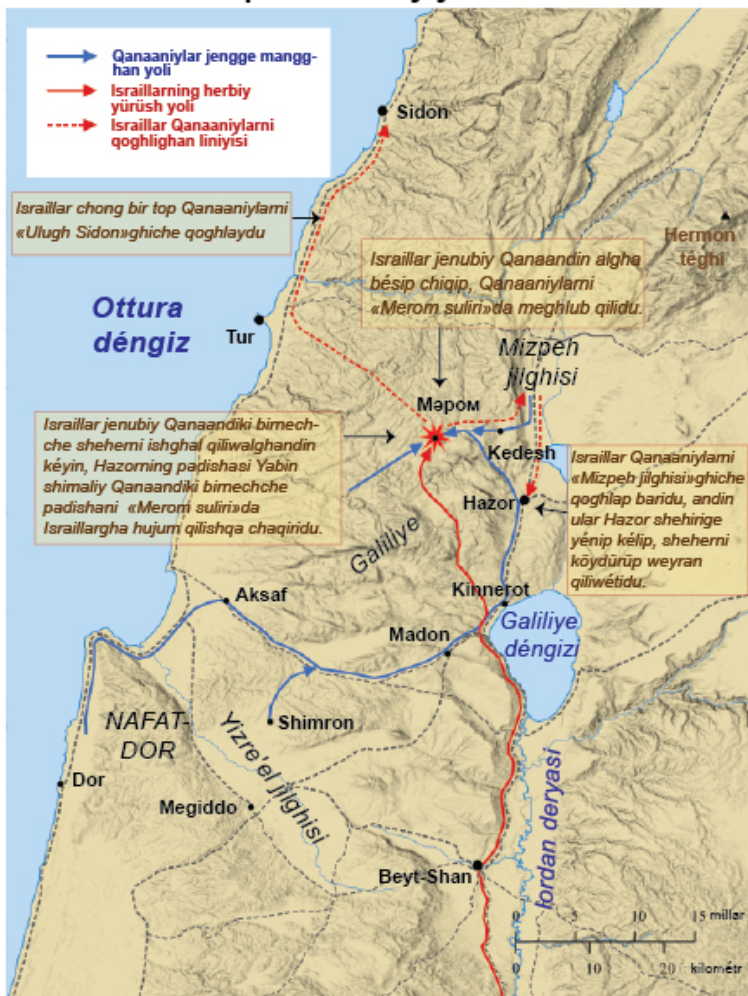 Qanaaniylar jengge mangg-
han yoli
Israillarning herbiy
yürüsh yoli
Israillar Qanaaniylarni
qoghlighan liniyisi
Sidon
Israillar chong bir top Qanaaniylarni
«Ulugh Sidon»ghiche qoghlaydu
Hermon
téghi
Israillar jenubiy Qanaandin algha
bésip chiqip, Qanaaniylarni
«Merom suliri»da meghlub qilidu.
Ottura
déngiz
Tur
Mizpeh
jilghisi
Мәром
Israillar jenubiy Qanaandiki birnech-
che sheherni ishghal qiliwalghandin
kéyin, Hazorning padishasi Yabin
shimaliy Qanaandiki birnechche
padishani «Merom suliri»da
Israillargha hujum qilishqa chaqiridu.
Kedesh
Israillar Qanaaniylarni
«Mizpeh jilghisi»ghiche
qoghlap baridu, andin
ular Hazor shehirige
yénip kélip, sheherni
köydürüp weyran
qiliwétidu.
Hazor
Galiliye
Kinnerot
Aksaf
Madon
Galiliye
déngizi
Shimron
NAFAT-
DOR
Yizre'el jilghisi
Dor
Megiddo
Iordan deryasi
Beyt-Shan
0 5 10 15 millar
0 10 20 kilométr